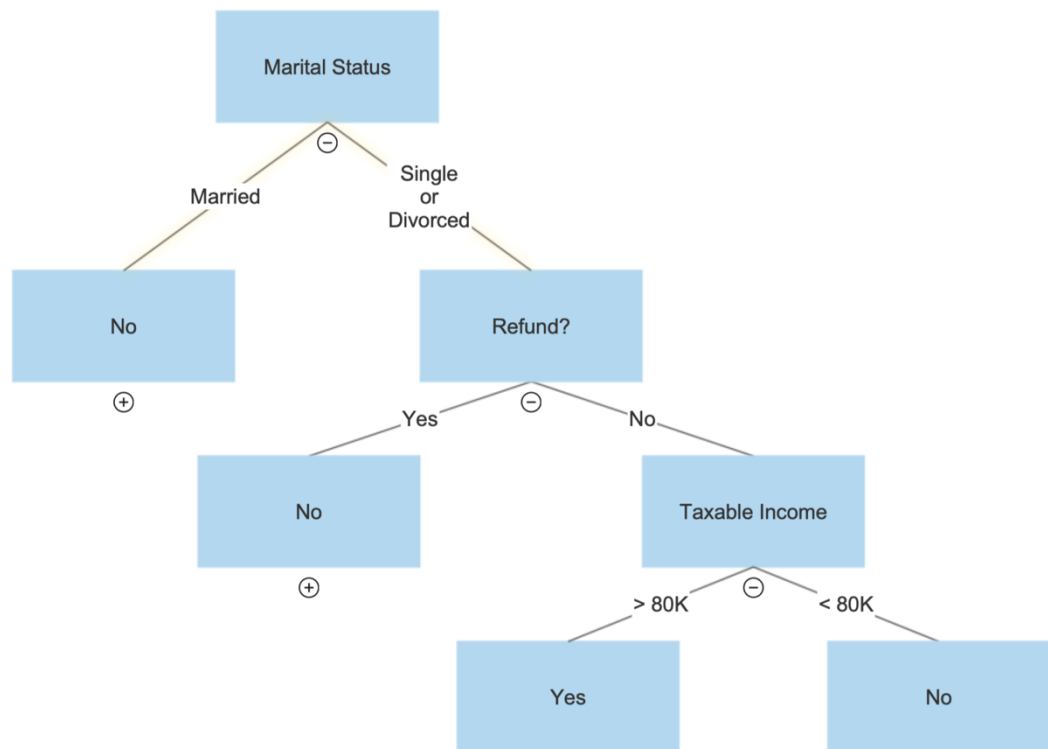 Marital Status
Married
Single
or
Divorced
No
Refund?
Yes
No
No
Taxable Income
> 80K
< 80K
Yes
No